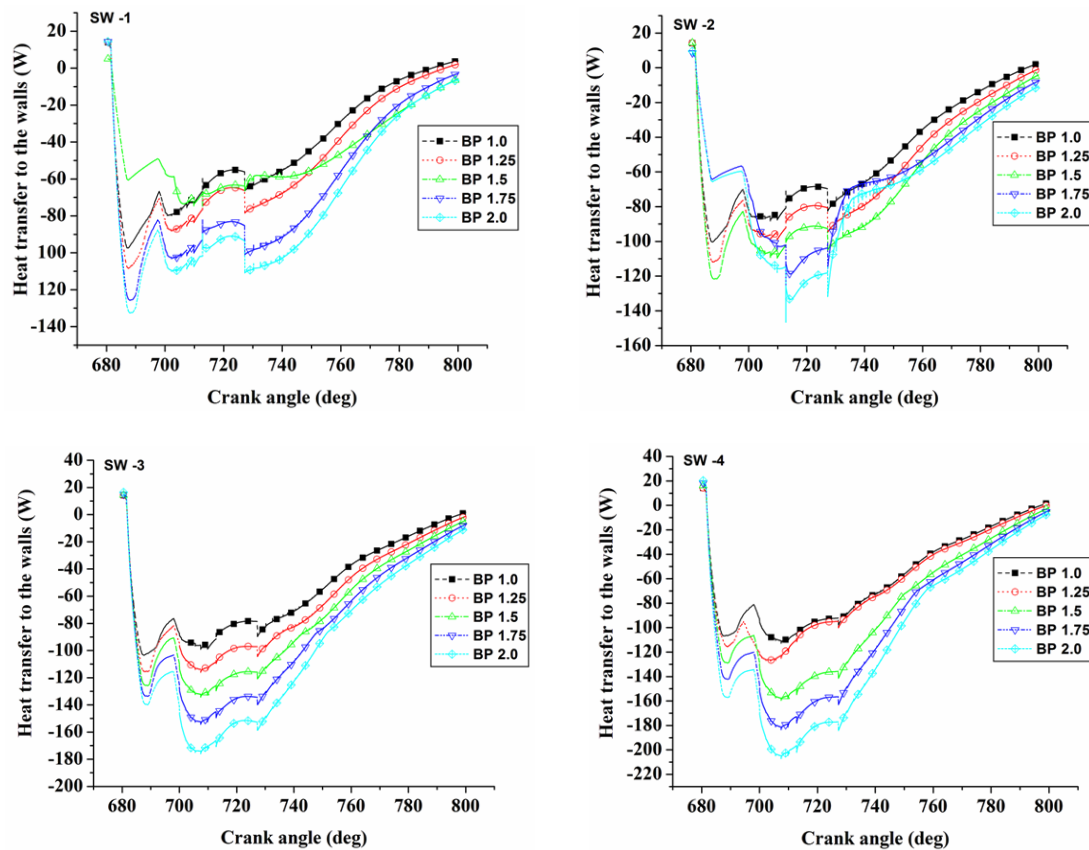 SW -1
Heat transfer to the walls (W)
20
0
-20
-40
-60
-80
-100
-120
-140
680 700 720 740 760 780 800
Crank angle (deg)
BP 1.0
BP 1.25
BP 1.5
BP 1.75
BP 2.0
SW -2
Heat transfer to the walls (W)
20
0
-20
-40
-60
-80
-100
-120
-140
-160
680 700 720 740 760 780 800
Crank angle (deg)
BP 1.0
BP 1.25
BP 1.5
BP 1.75
BP 2.0
SW -3
Heat transfer to the walls (W)
40
20
0
-20
-40
-60
-80
-100
-120
-140
-160
-180
-200
680 700 720 740 760 780 800
Crank angle (deg)
BP 1.0
BP 1.25
BP 1.5
BP 1.75
BP 2.0
SW -4
Heat transfer to the walls (W)
40
20
0
-20
-40
-60
-80
-100
-120
-140
-160
-180
-200
-220
680 700 720 740 760 780 800
Crank angle (deg)
BP 1.0
BP 1.25
BP 1.5
BP 1.75
BP 2.0